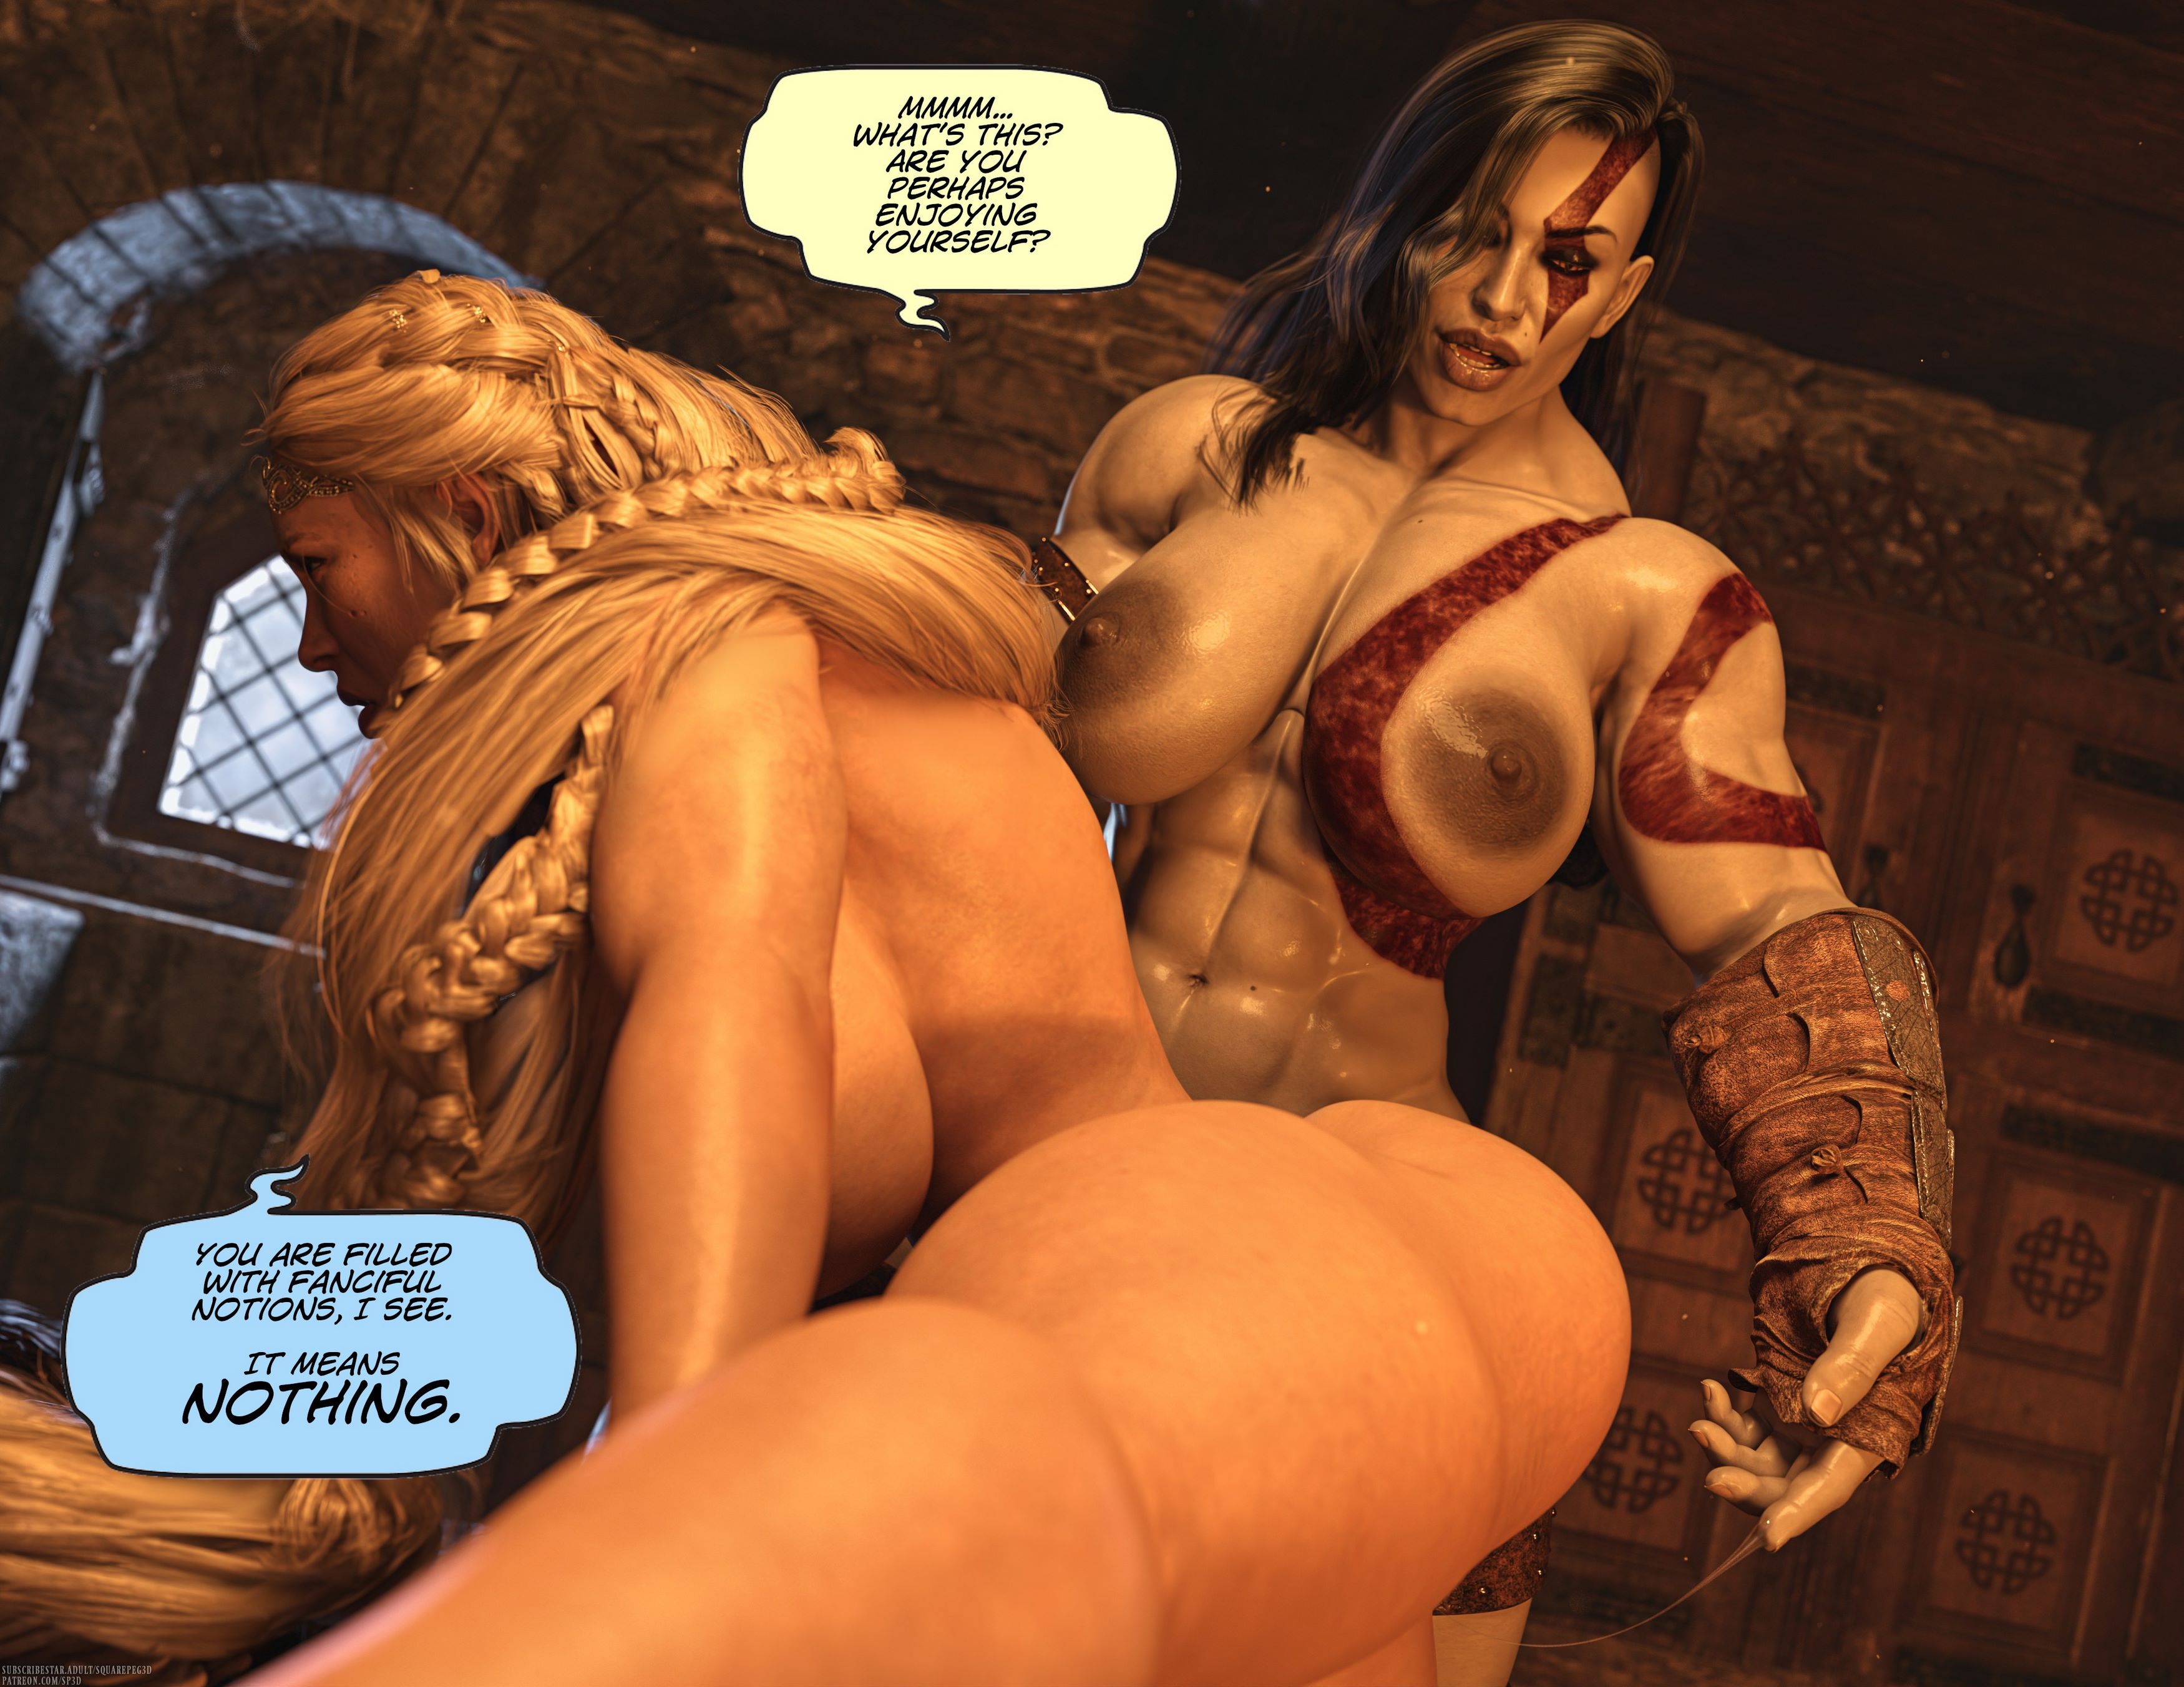 MMMM...
WHAT'S THIS?
ARE YOU
PERHAPS
ENJOYING
YOURSELF?
YOU ARE FILLED
WITH FANCIFUL
NOTIONS, I SEE.
IT MEANS
NOTHING.
SUBSCRIBESTAR.ADULT/SQUAREPEG3D
PATREON.COM/SP3D